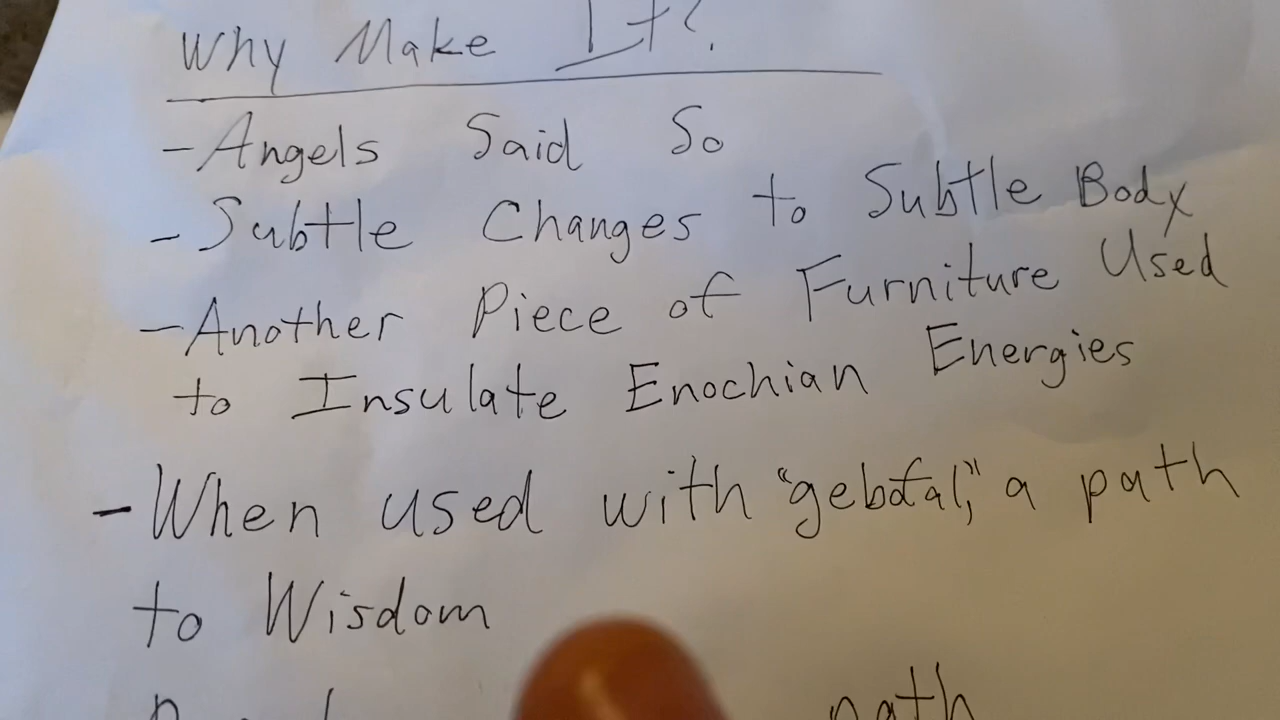 Why Make It?
- Angels Said So
- Subtle Changes to Subtle Body
- Another Piece of Furniture Used
to Insulate Enochian Energies
- When used with "gebofal," a path
to Wisdom
path